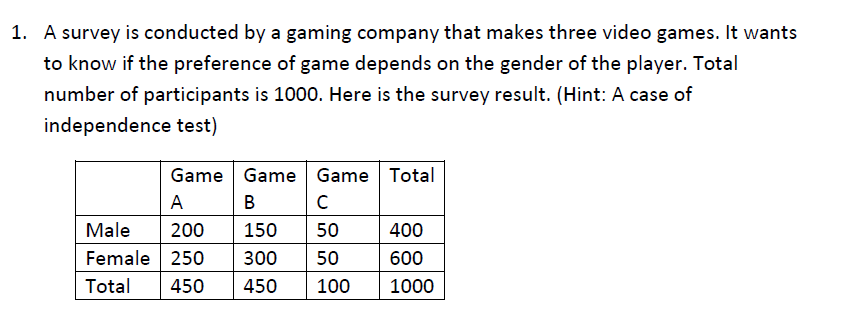 1. A survey is conducted by a gaming company that makes three video games. It wants
to know if the preference of game depends on the gender of the player. Total
number of participants is 1000. Here is the survey result. (Hint: A case of
independence test)
Game A Game B Game C Total
Male 200 150 50 400
Female 250 300 50 600
Total 450 450 100 1000